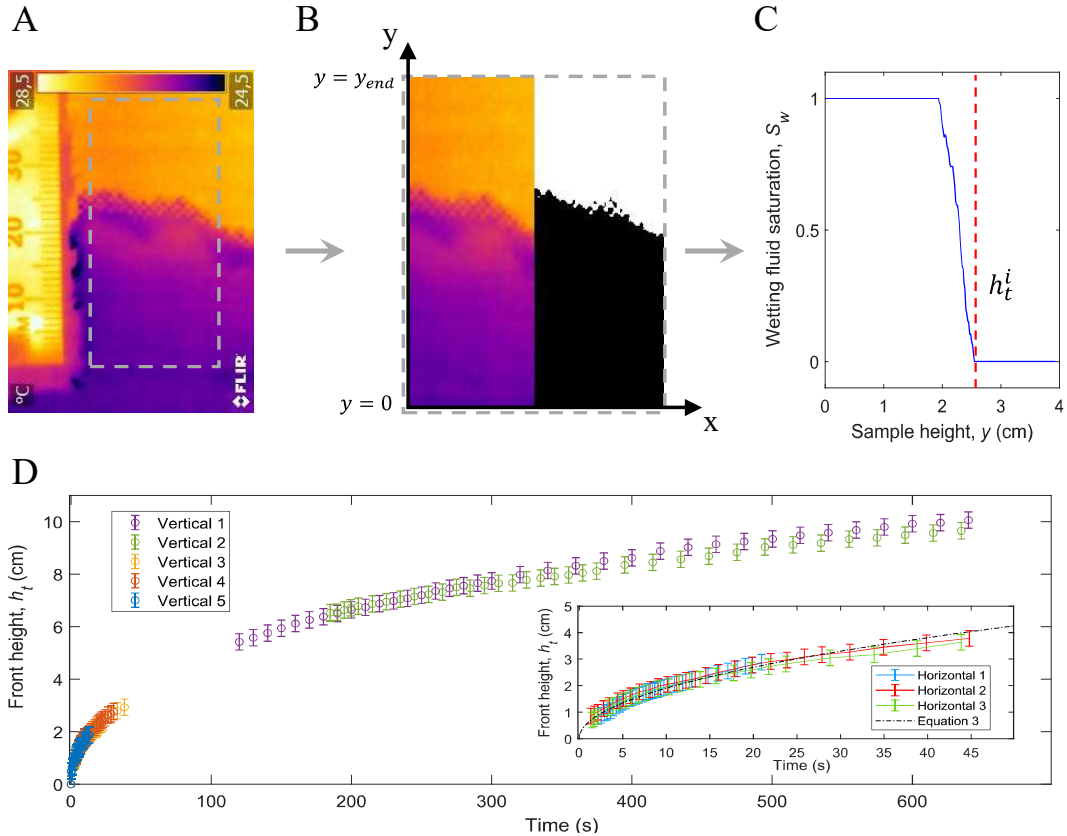 A
B
C
28,5
24,5
30
20
10
ºC
FLIR
y
y = y_end
y = 0
x
1
0.5
0
Wetting fluid saturation, S_w
h_t^i
0 1 2 3 4
Sample height, y (cm)
D
10
8
6
4
2
0
Front height, h_t (cm)
Vertical 1
Vertical 2
Vertical 3
Vertical 4
Vertical 5
0 100 200 300 400 500 600
Time (s)
5
4
3
2
1
0
Front height, h_t (cm)
Horizontal 1
Horizontal 2
Horizontal 3
Equation 3
0 5 10 15 20 25 30 35 40 45
Time (s)